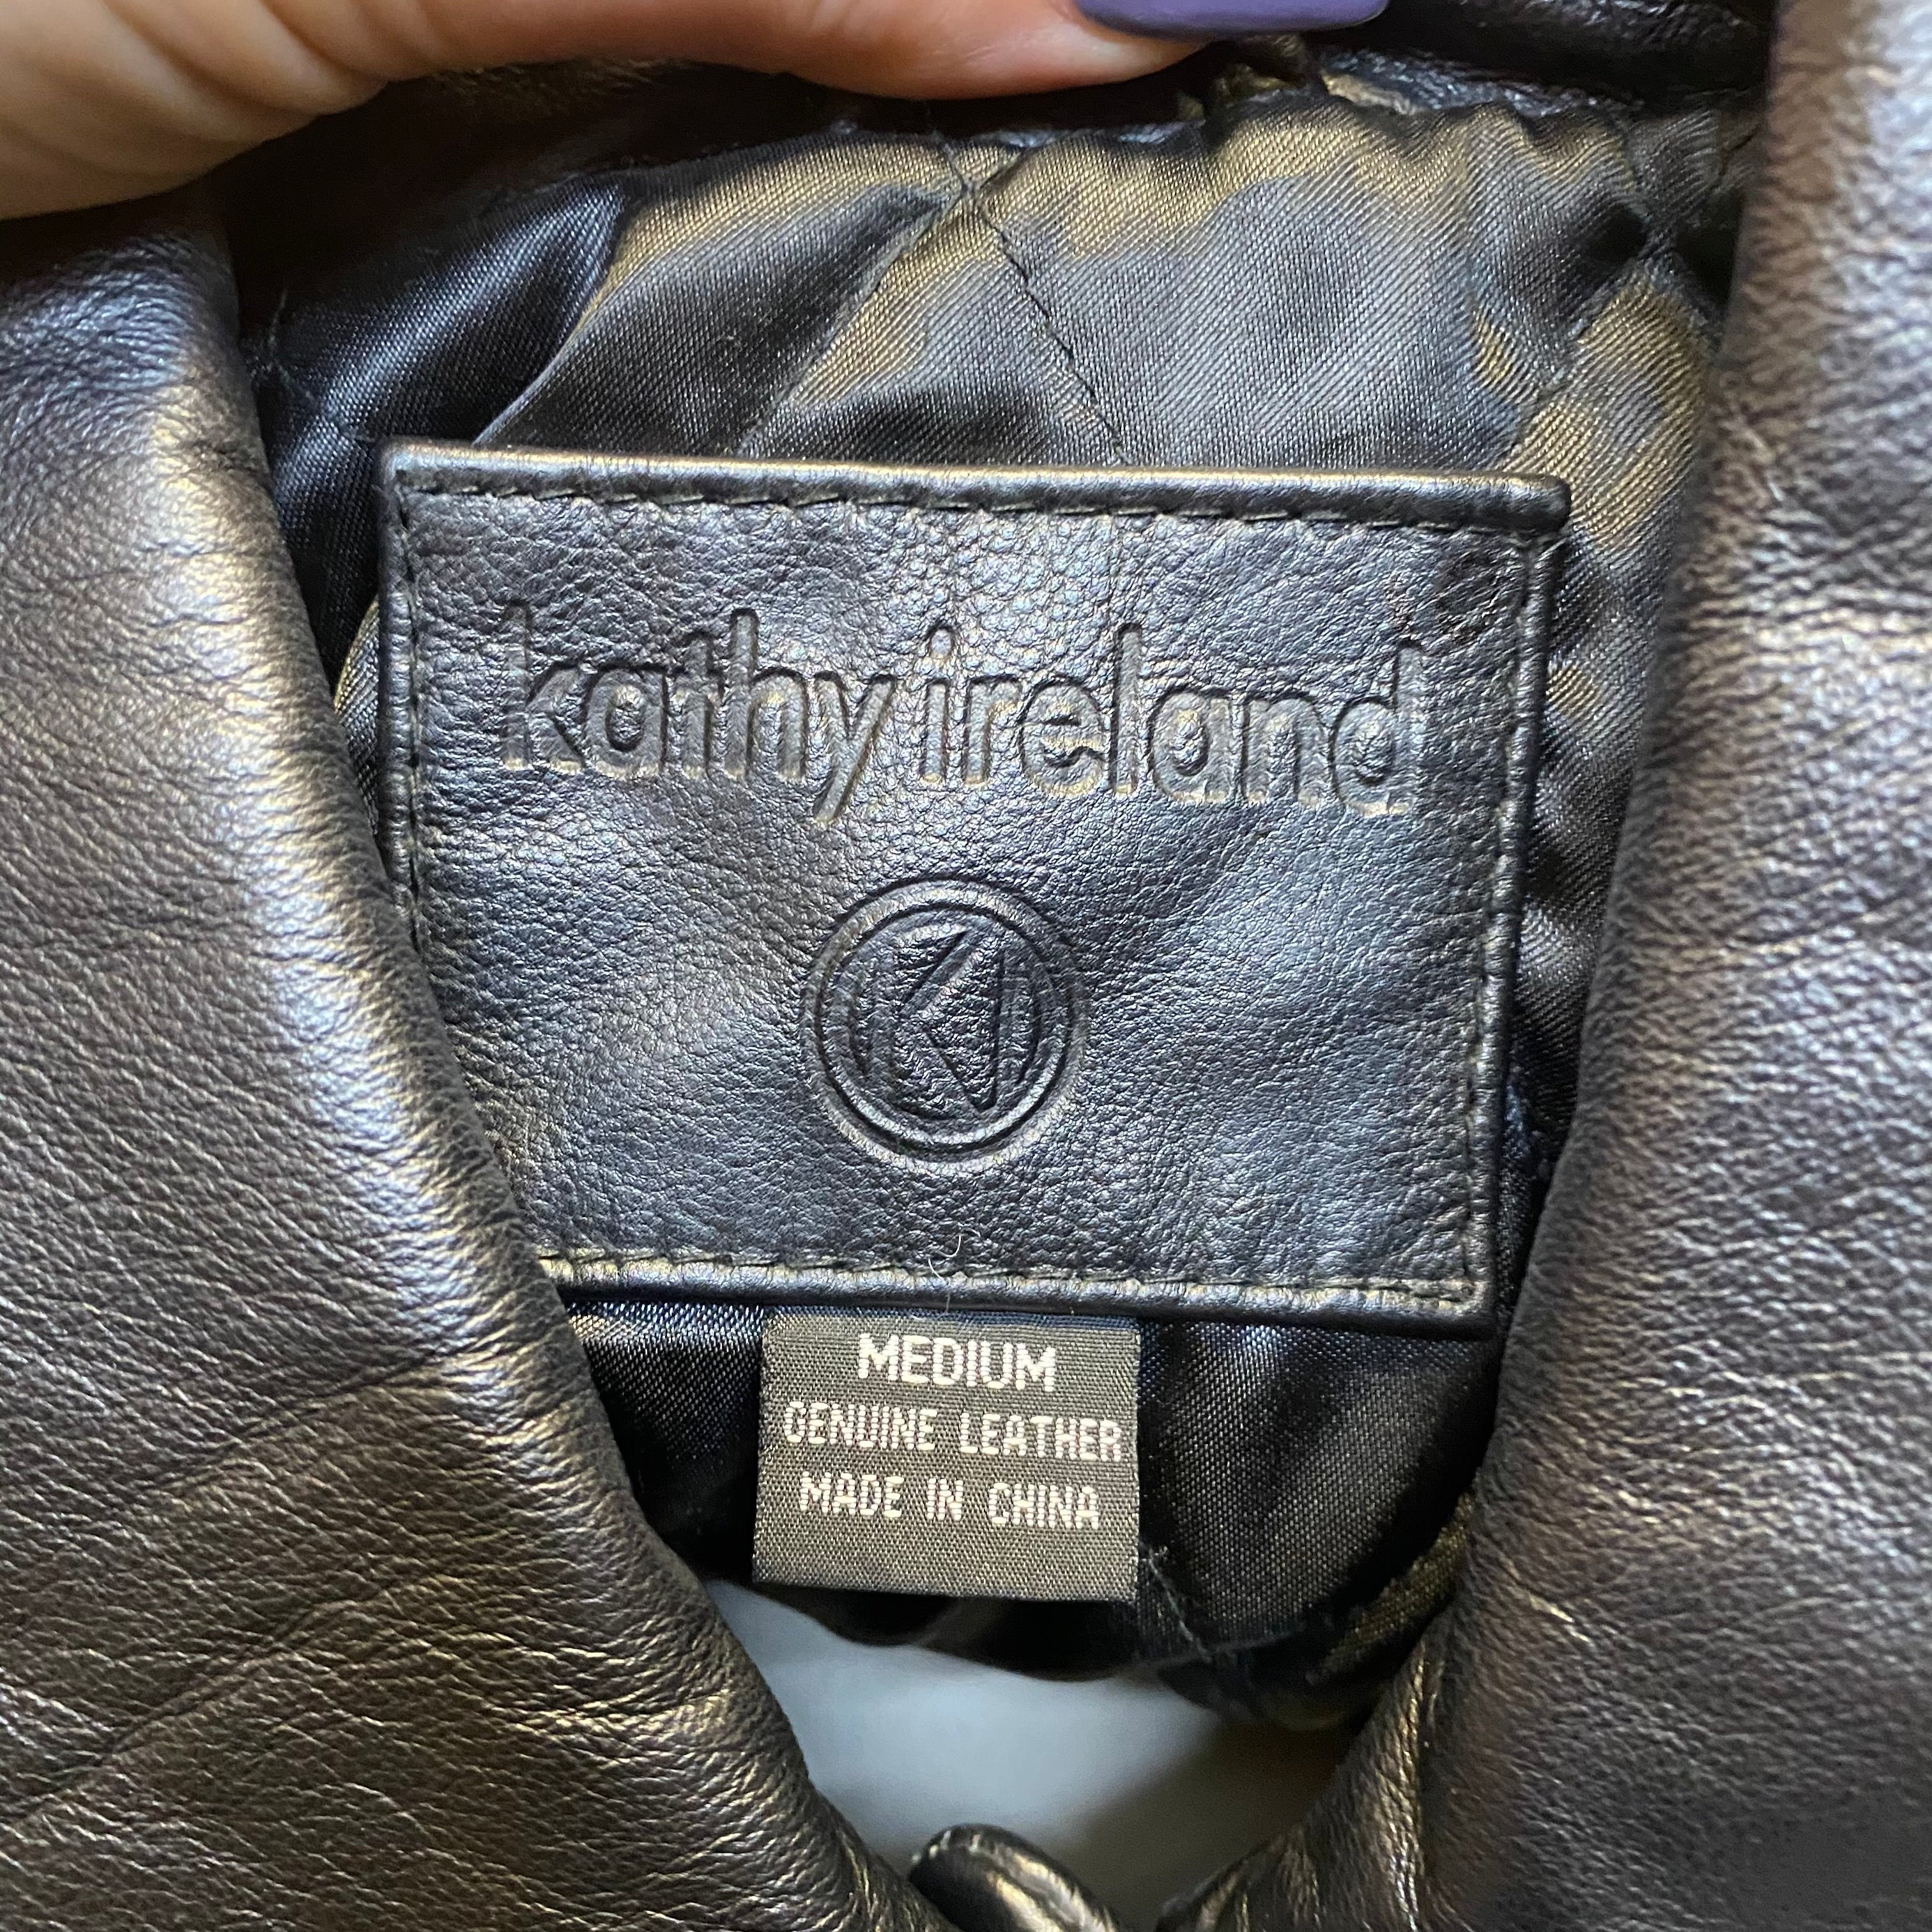 kathy ireland
KI
MEDIUM
GENUINE LEATHER
MADE IN CHINA